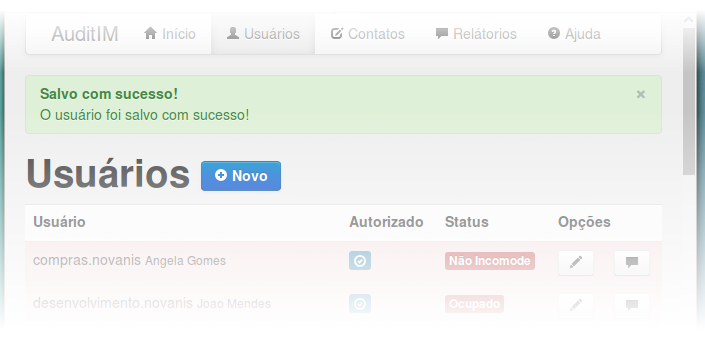 AuditIM Início Usuários Contatos Relátorios Ajuda
Salvo com sucesso! ×
O usuário foi salvo com sucesso!
Usuários Novo
Usuário Autorizado Status Opções
compras.novanis Angela Gomes Não Incomode
desenvolvimento.novanis Joao Mendes Ocupado